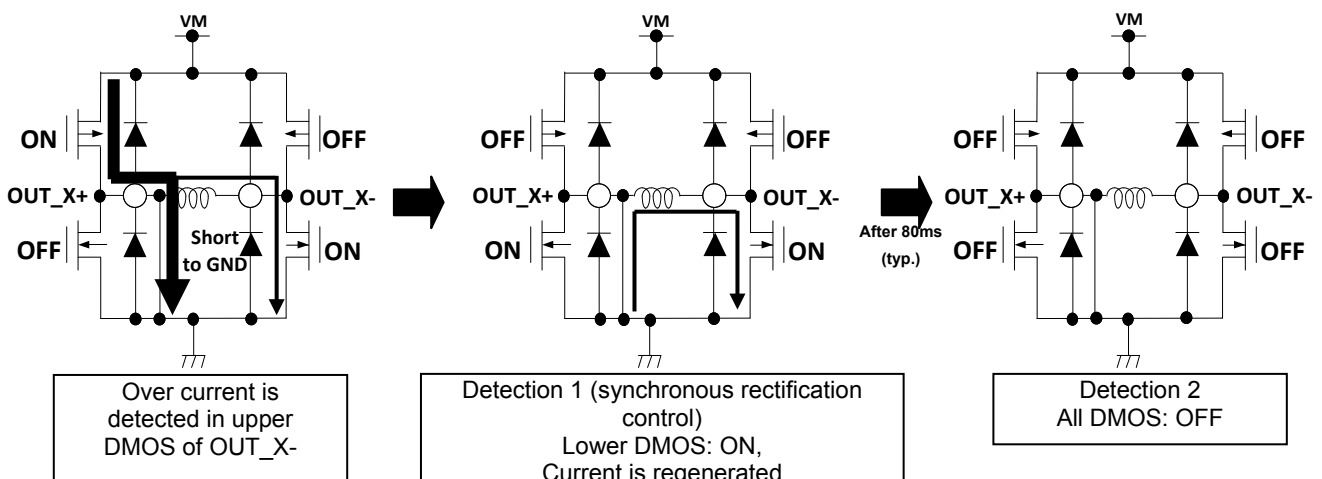 VM
ON
OFF
OUT_X+
OUT_X-
OFF
Short
to GND
ON
Over current is
detected in upper
DMOS of OUT_X-
VM
OFF
OFF
OUT_X+
OUT_X-
ON
ON
Detection 1 (synchronous rectification
control)
Lower DMOS: ON,
Current is regenerated
After 80ms
(typ.)
VM
OFF
OFF
OUT_X+
OUT_X-
OFF
OFF
Detection 2
All DMOS: OFF